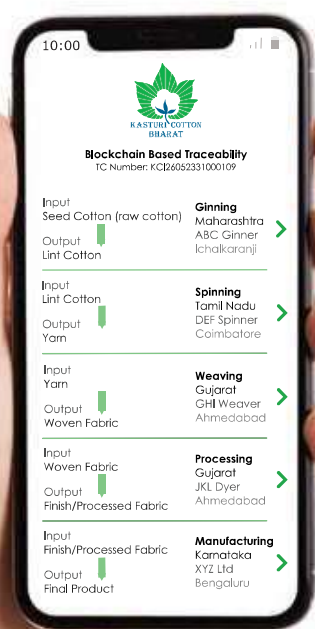 10:00
KASTURI COTTON
BHARAT
Blockchain Based Traceability
TC Number: KCI26052331000109
Input
Seed Cotton (raw cotton)
Output
Lint Cotton
Ginning
Maharashtra
ABC Ginner
Ichalkaranji
Input
Lint Cotton
Output
Yarn
Spinning
Tamil Nadu
DEF Spinner
Coimbatore
Input
Yarn
Output
Woven Fabric
Weaving
Gujarat
GHI Weaver
Ahmedabad
Input
Woven Fabric
Output
Finish/Processed Fabric
Processing
Gujarat
JKL Dyer
Ahmedabad
Input
Finish/Processed Fabric
Output
Final Product
Manufacturing
Karnataka
XYZ Ltd
Bengaluru